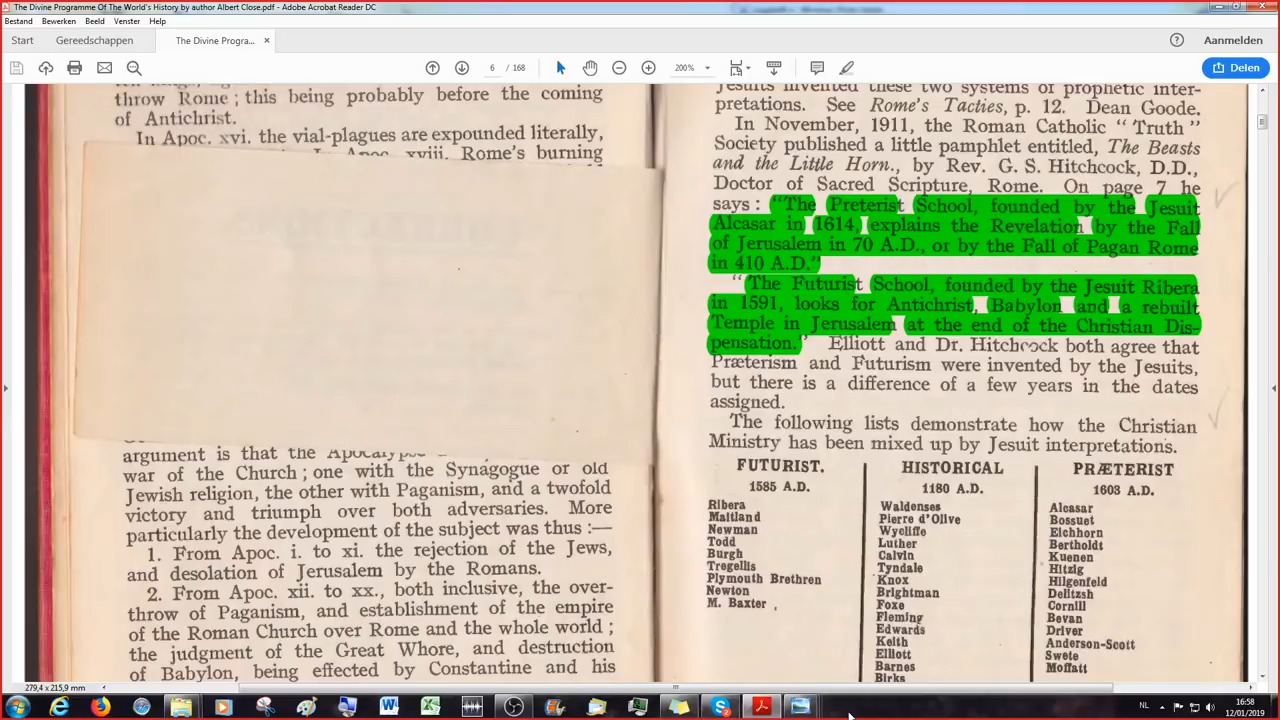 The Divine Programme Of The World's History by author Albert Close.pdf - Adobe Acrobat Reader DC
Bestand Bewerken Beeld Venster Help
Start Gereedschappen The Divine Progra... × Aanmelden
6 / 168 200% Delen
throw Rome ; this being probably before the coming
of Antichrist.
In Apoc. xvi. the vial-plagues are expounded literally,
Apoc. xviii. Rome's burning
argument is that the Apocalypse
war of the Church ; one with the Synagogue or old
Jewish religion, the other with Paganism, and a twofold
victory and triumph over both adversaries. More
particularly the development of the subject was thus :—
1. From Apoc. i. to xi. the rejection of the Jews,
and desolation of Jerusalem by the Romans.
2. From Apoc. xii. to xx., both inclusive, the over-
throw of Paganism, and establishment of the empire
of the Roman Church over Rome and the whole world ;
the judgment of the Great Whore, and destruction
of Babylon, being effected by Constantine and his
Jesuits invented these two systems of prophetic inter-
pretations. See Rome's Tacties, p. 12. Dean Goode.
In November, 1911, the Roman Catholic "Truth"
Society published a little pamphlet entitled, The Beasts
and the Little Horn., by Rev. G. S. Hitchcock, D.D.,
Doctor of Sacred Scripture, Rome. On page 7 he
says : "The Preterist School, founded by the Jesuit
Alcasar in 1614, explains the Revelation by the Fall
of Jerusalem in 70 A.D., or by the Fall of Pagan Rome
in 410 A.D."
"The Futurist School, founded by the Jesuit Ribera
in 1591, looks for Antichrist, Babylon and a rebuilt
Temple in Jerusalem at the end of the Christian Dis-
pensation." Elliott and Dr. Hitchcock both agree that
Præterism and Futurism were invented by the Jesuits,
but there is a difference of a few years in the dates
assigned.
The following lists demonstrate how the Christian
Ministry has been mixed up by Jesuit interpretations.
FUTURIST.
1585 A.D.
Ribera
Maitland
Newman
Todd
Burgh
Tregellis
Plymouth Brethren
Newton
M. Baxter
HISTORICAL
1180 A.D.
Waldenses
Pierre d'Olive
Wycliffe
Luther
Calvin
Tyndale
Knox
Brightman
Foxe
Fleming
Edwards
Keith
Elliott
Barnes
Birks
PRÆTERIST
1603 A.D.
Alcasar
Bossuet
Eichhorn
Bertholdt
Kuenen
Hitzig
Hilgenfeld
Delitzsh
Cornill
Bevan
Driver
Anderson-Scott
Swete
Moffatt
279,4 x 215,9 mm
NL 16:58
12/01/2019